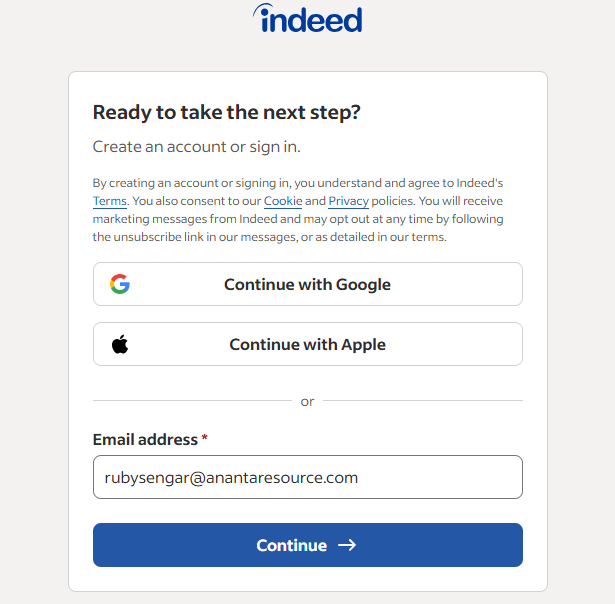 indeed
Ready to take the next step?
Create an account or sign in.
By creating an account or signing in, you understand and agree to Indeed's
Terms. You also consent to our Cookie and Privacy policies. You will receive
marketing messages from Indeed and may opt out at any time by following
the unsubscribe link in our messages, or as detailed in our terms.
Continue with Google
Continue with Apple
or
Email address *
rubysengar@anantaresource.com
Continue →